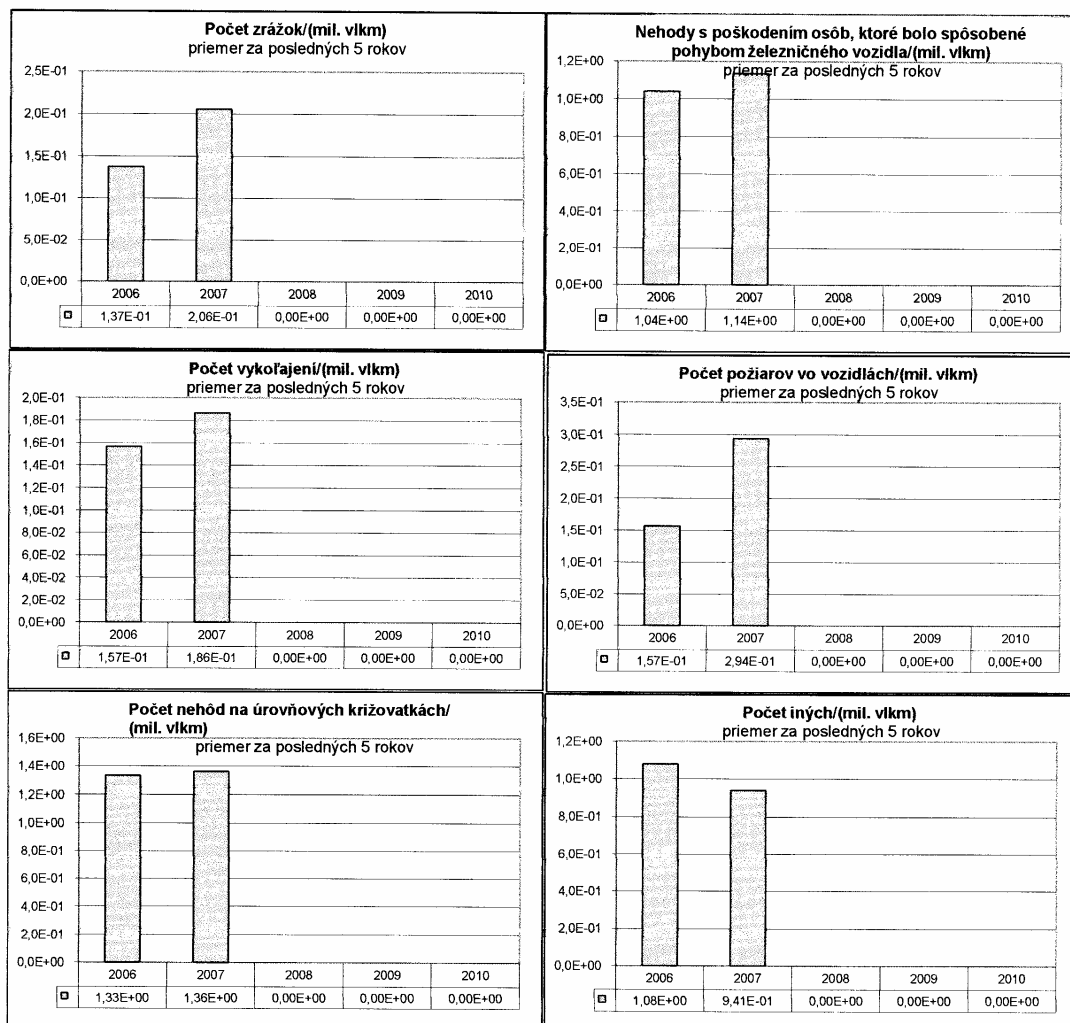 Počet zrážok/(mil. vlkm)
priemer za posledných 5 rokov
2,5E-01
2,0E-01
1,5E-01
1,0E-01
5,0E-02
0,0E+00
2006 2007 2008 2009 2010
1,37E-01 2,06E-01 0,00E+00 0,00E+00 0,00E+00
Nehody s poškodením osôb, ktoré bolo spôsobené
pohybom železničného vozidla/(mil. vlkm)
priemer za posledných 5 rokov
1,2E+00
1,0E+00
8,0E-01
6,0E-01
4,0E-01
2,0E-01
0,0E+00
2006 2007 2008 2009 2010
1,04E+00 1,14E+00 0,00E+00 0,00E+00 0,00E+00
Počet vykoľajení/(mil. vlkm)
priemer za posledných 5 rokov
2,0E-01
1,8E-01
1,6E-01
1,4E-01
1,2E-01
1,0E-01
8,0E-02
6,0E-02
4,0E-02
2,0E-02
0,0E+00
2006 2007 2008 2009 2010
1,57E-01 1,86E-01 0,00E+00 0,00E+00 0,00E+00
Počet požiarov vo vozidlách/(mil. vlkm)
priemer za posledných 5 rokov
3,5E-01
3,0E-01
2,5E-01
2,0E-01
1,5E-01
1,0E-01
5,0E-02
0,0E+00
2006 2007 2008 2009 2010
1,57E-01 2,94E-01 0,00E+00 0,00E+00 0,00E+00
Počet nehôd na úrovňových križovatkách/
(mil. vlkm)
priemer za posledných 5 rokov
1,6E+00
1,4E+00
1,2E+00
1,0E+00
8,0E-01
6,0E-01
4,0E-01
2,0E-01
0,0E+00
2006 2007 2008 2009 2010
1,33E+00 1,36E+00 0,00E+00 0,00E+00 0,00E+00
Počet iných/(mil. vlkm)
priemer za posledných 5 rokov
1,2E+00
1,0E+00
8,0E-01
6,0E-01
4,0E-01
2,0E-01
0,0E+00
2006 2007 2008 2009 2010
1,08E+00 9,41E-01 0,00E+00 0,00E+00 0,00E+00